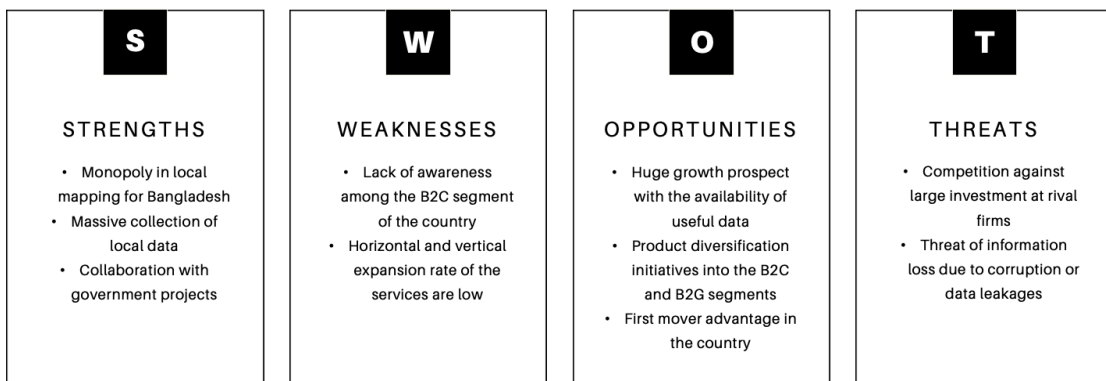 S
STRENGTHS
• Monopoly in local
mapping for Bangladesh
• Massive collection of
local data
• Collaboration with
government projects
W
WEAKNESSES
• Lack of awareness
among the B2C segment
of the country
• Horizontal and vertical
expansion rate of the
services are low
O
OPPORTUNITIES
• Huge growth prospect
with the availability of
useful data
• Product diversification
initiatives into the B2C
and B2G segments
• First mover advantage in
the country
T
THREATS
• Competition against
large investment at rival
firms
• Threat of information
loss due to corruption or
data leakages